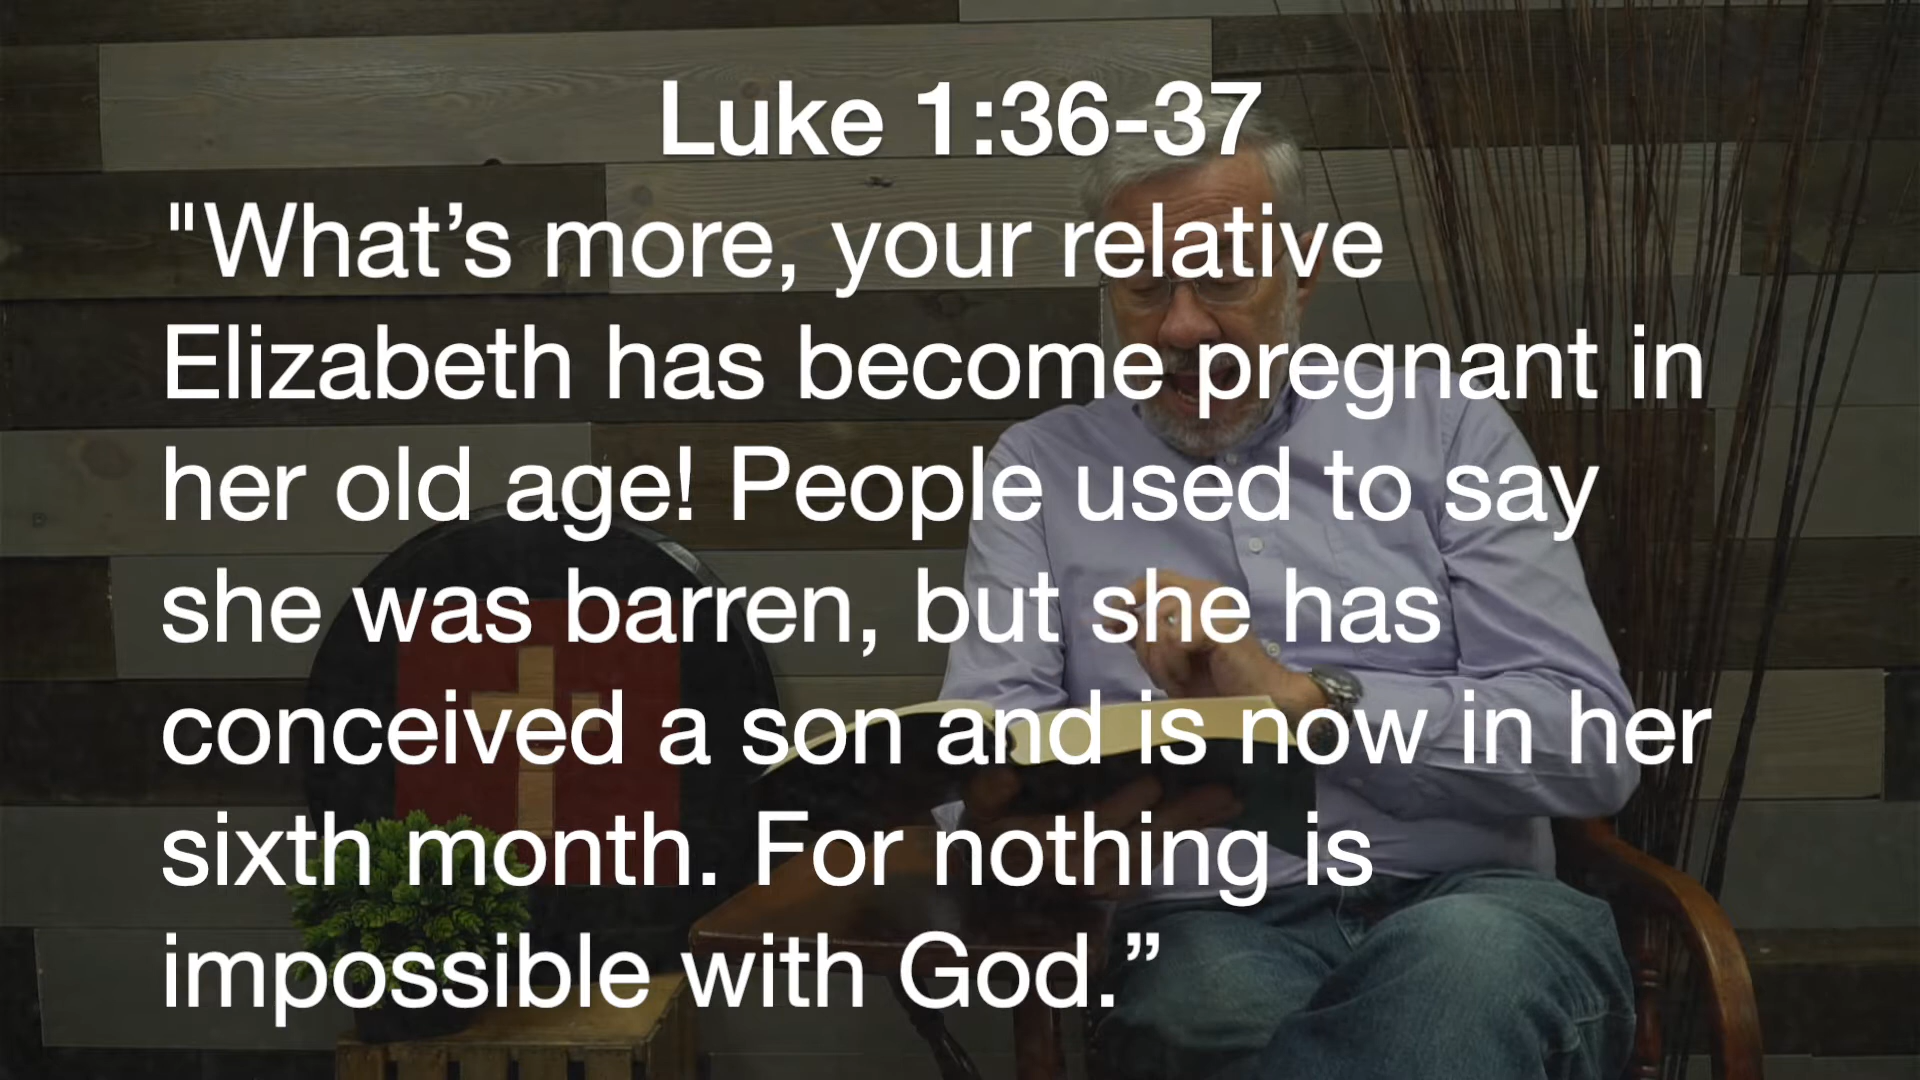 Luke 1:36-37
"What’s more, your relative
Elizabeth has become pregnant in
her old age! People used to say
she was barren, but she has
conceived a son and is now in her
sixth month. For nothing is
impossible with God.”